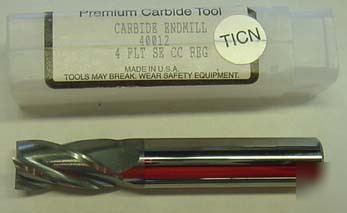 Premium Carbide Tool
CARBIDE ENDMILL
40012
4 FLT SE CC REG
TICN
MADE IN U.S.A.
TOOLS MAY BREAK. WEAR SAFETY EQUIPMENT.